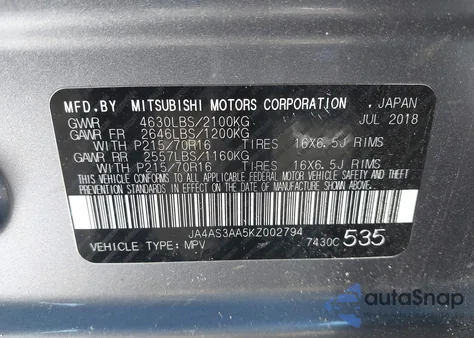 MFD.BY MITSUBISHI MOTORS CORPORATION . JAPAN
GVWR 4630LBS/2100KG JUL 2018
GAWR FR 2646LBS/1200KG
WITH P215/70R16 TIRES 16X6.5J RIMS
GAWR RR 2557LBS/1160KG
WITH P215/70R16 TIRES 16X6.5J RIMS
THIS VEHICLE CONFORMS TO ALL APPLICABLE FEDERAL MOTOR
VEHICLE SAFETY AND THEFT PREVENTION STANDARDS IN EFFECT
ON THE DATE OF MANUFACTURE SHOWN ABOVE.
JA4AS3AA5KZ002794
VEHICLE TYPE: MPV 7430C 535
autoSnap